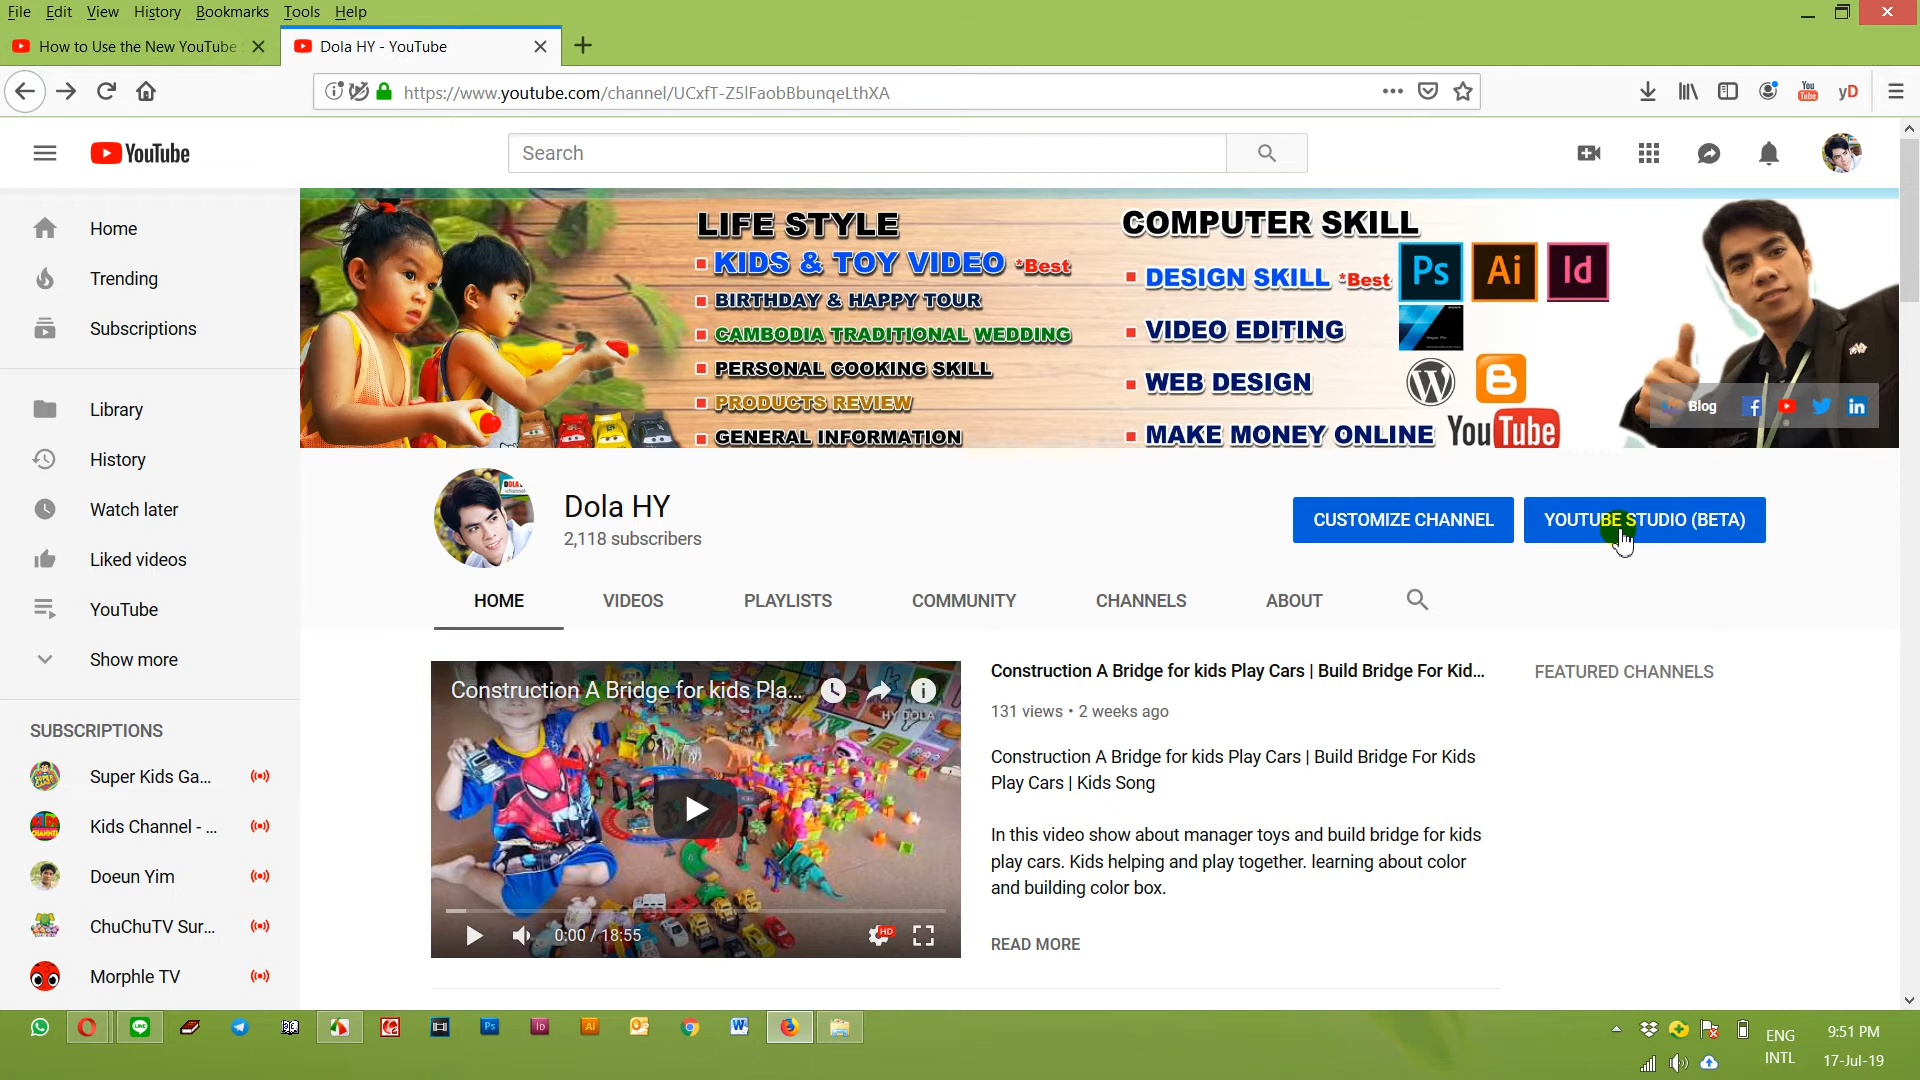 File Edit View History Bookmarks Tools Help
How to Use the New YouTube
Dola HY - YouTube
https://www.youtube.com/channel/UCxfT-Z5lFaobBbunqeLthXA
You Tube
yD
YouTube
Search
Home
Trending
Subscriptions
Library
History
Watch later
Liked videos
YouTube
Show more
SUBSCRIPTIONS
Super Kids Ga...
Kids Channel - ...
Doeun Yim
ChuChuTV Sur...
Morphle TV
LIFE STYLE
KIDS & TOY VIDEO *Best
BIRTHDAY & HAPPY TOUR
CAMBODIA TRADITIONAL WEDDING
PERSONAL COOKING SKILL
PRODUCTS REVIEW
GENERAL INFORMATION
COMPUTER SKILL
DESIGN SKILL *Best Ps Ai Id
VIDEO EDITING
WEB DESIGN
MAKE MONEY ONLINE YouTube
Blog
Dola HY
2,118 subscribers
CUSTOMIZE CHANNEL
YOUTUBE STUDIO (BETA)
HOME VIDEOS PLAYLISTS COMMUNITY CHANNELS ABOUT
Construction A Bridge for kids Pla...
HY DOLA
0:00 / 18:55
HD
Construction A Bridge for kids Play Cars | Build Bridge For Kid...
131 views • 2 weeks ago
Construction A Bridge for kids Play Cars | Build Bridge For Kids
Play Cars | Kids Song
In this video show about manager toys and build bridge for kids
play cars. Kids helping and play together. learning about color
and building color box.
READ MORE
FEATURED CHANNELS
ENG
INTL
9:51 PM
17-Jul-19